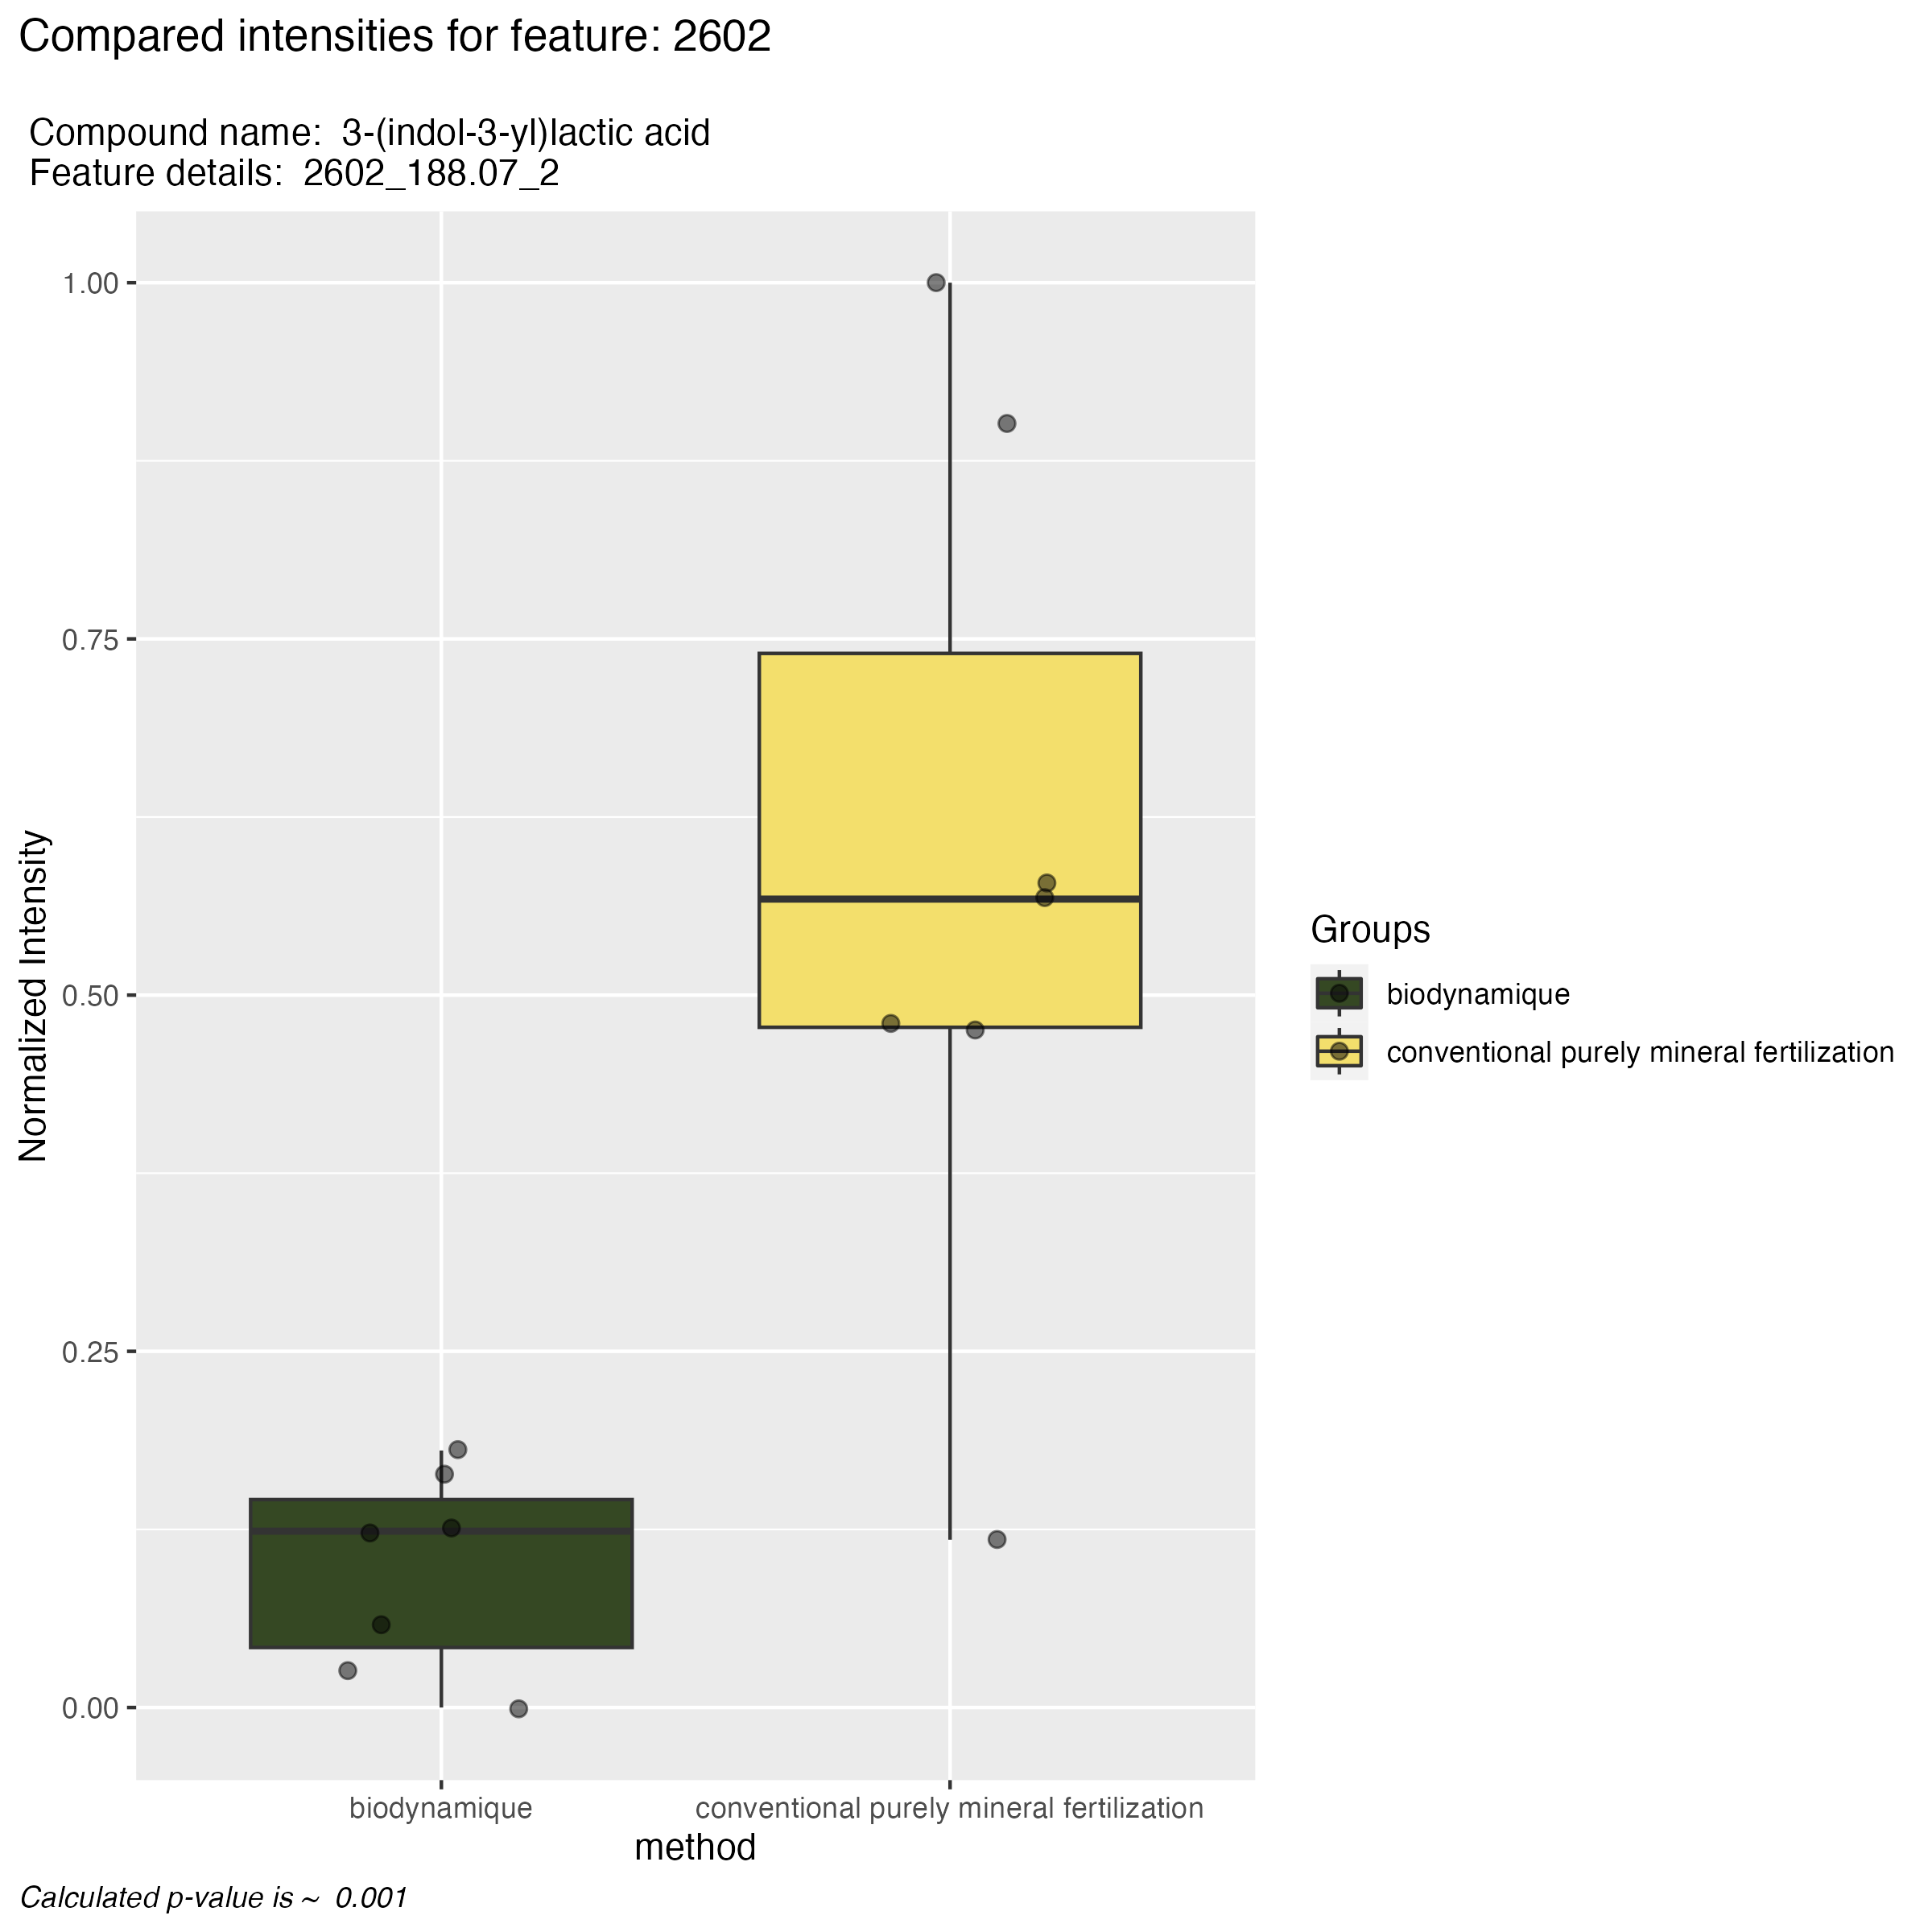 Compared intensities for feature: 2602
Compound name:  3-(indol-3-yl)lactic acid
Feature details:  2602_188.07_2
Normalized Intensity
1.00
0.75
0.50
0.25
0.00
biodynamique
conventional purely mineral fertilization
method
Groups
biodynamique
conventional purely mineral fertilization
Calculated p-value is ~  0.001